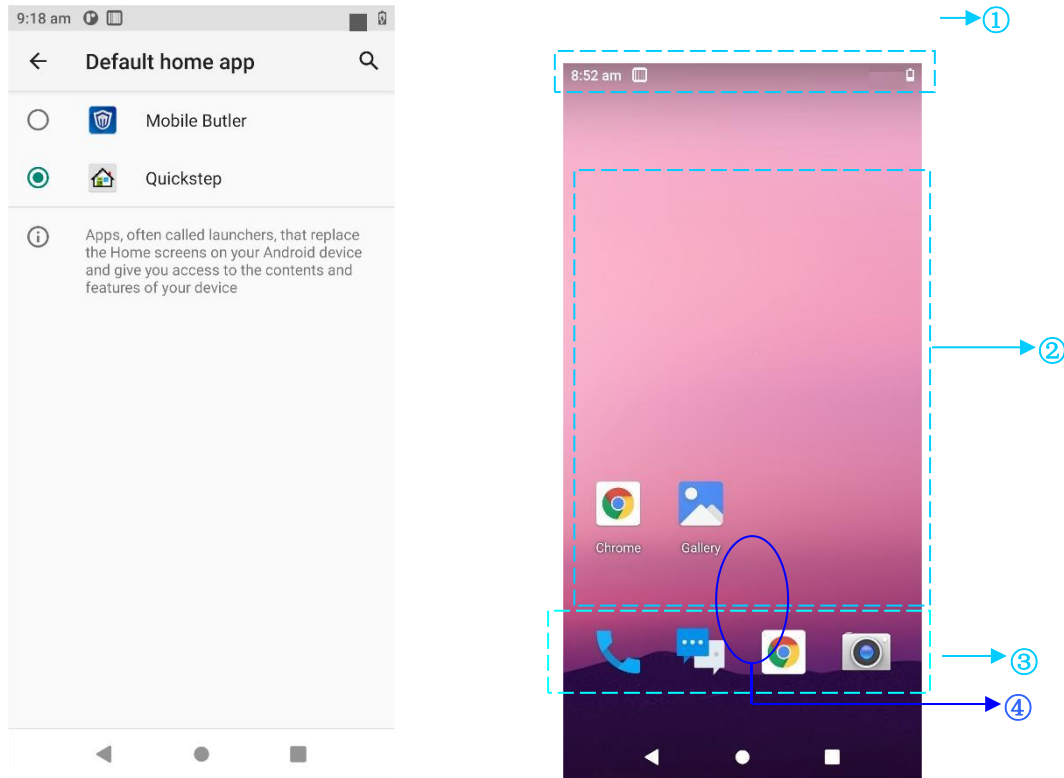 9:18 am
Default home app
Mobile Butler
Quickstep
Apps, often called launchers, that replace
the Home screens on your Android device
and give you access to the contents and
features of your device
①
8:52 am
②
Chrome
Gallery
③
④